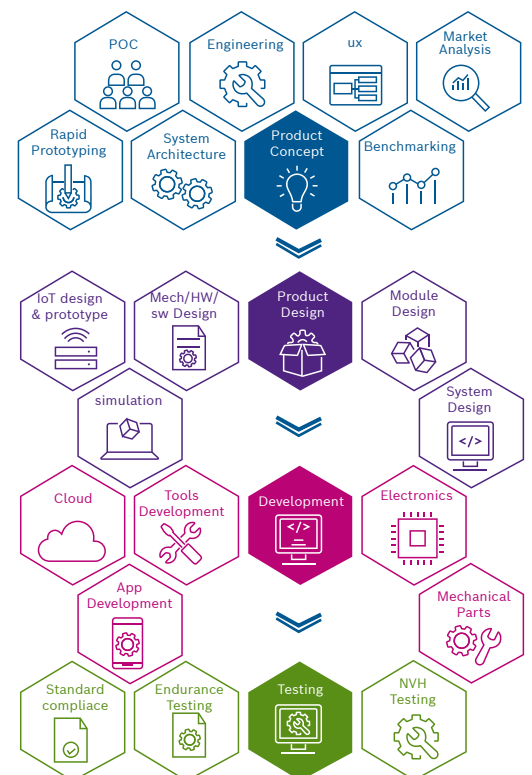 POC
Engineering
ux
Market
Analysis
Rapid
Prototyping
System
Architecture
Product
Concept
Benchmarking
IoT design
& prototype
Mech/HW/
sw Design
Product
Design
Module
Design
simulation
System
Design
</>
Cloud
Tools
Development
Development
</>
Electronics
App
Development
Mechanical
Parts
Standard
compliace
Endurance
Testing
Testing
NVH
Testing